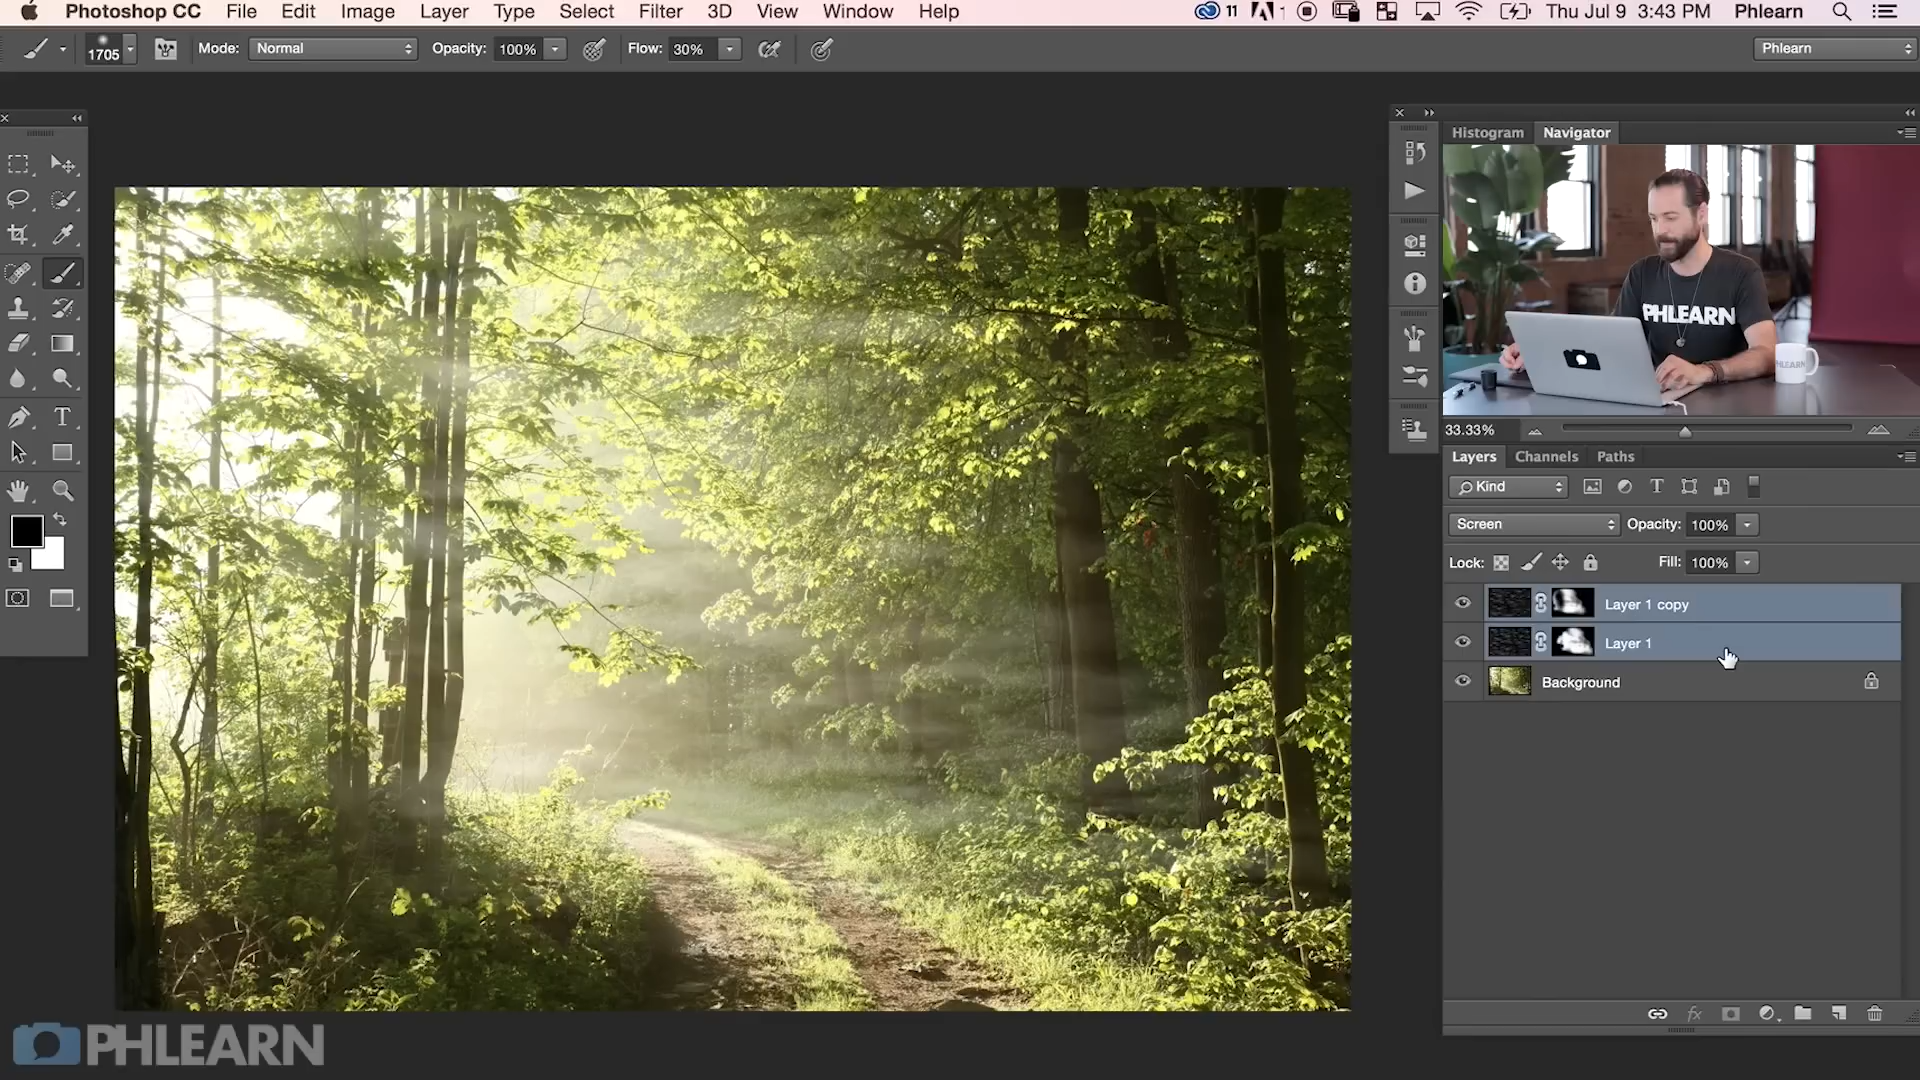 Photoshop CC File Edit Image Layer Type Select Filter 3D View Window Help 11 Thu Jul 9 3:43 PM Phlearn
1705 Mode: Normal Opacity: 100% Flow: 30% Phlearn
Histogram Navigator
PHLEARN
PHLEARN
33.33%
Layers Channels Paths
Kind
Screen Opacity: 100%
Lock: Fill: 100%
Layer 1 copy
Layer 1
Background
PHLEARN